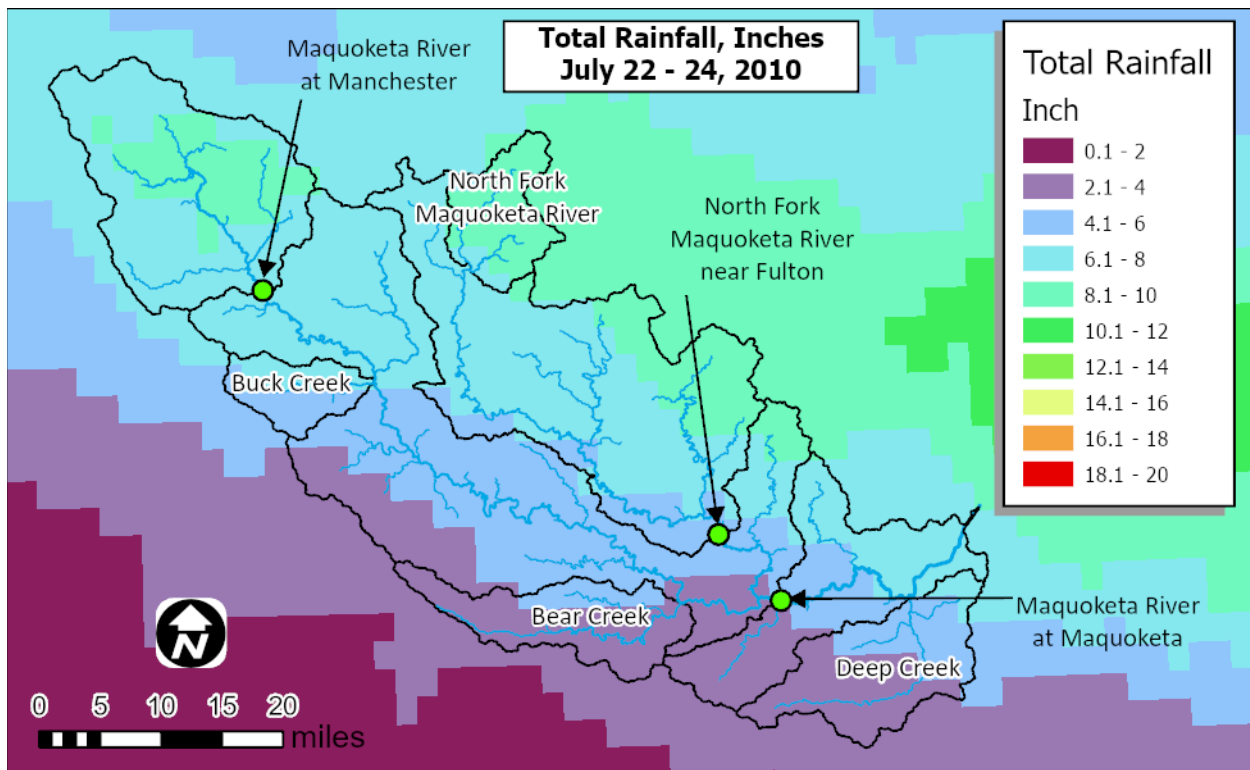 Total Rainfall, Inches
July 22 - 24, 2010
Maquoketa River
at Manchester
North Fork
Maquoketa River
North Fork
Maquoketa River
near Fulton
Buck Creek
Bear Creek
Deep Creek
Maquoketa River
at Maquoketa
Total Rainfall
Inch
0.1 - 2
2.1 - 4
4.1 - 6
6.1 - 8
8.1 - 10
10.1 - 12
12.1 - 14
14.1 - 16
16.1 - 18
18.1 - 20
N
0 5 10 15 20
miles